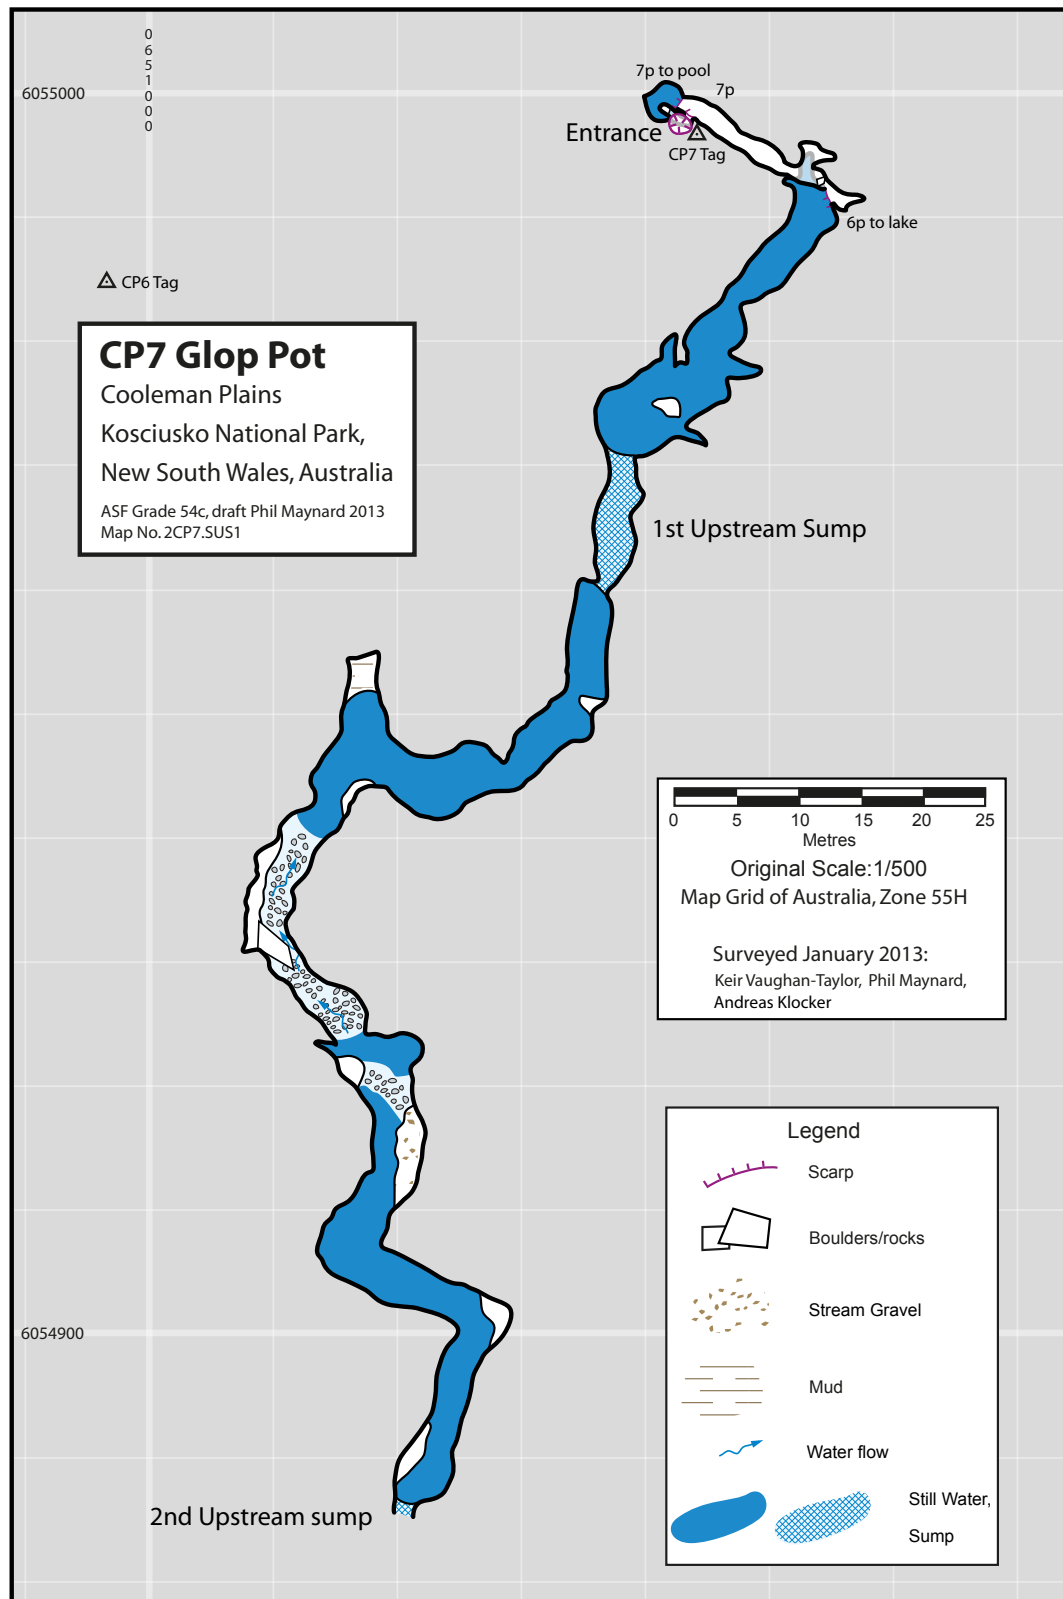 0
6
5
1
0
0
0
6055000
7p to pool
7p
Entrance
CP7 Tag
6p to lake
CP6 Tag
CP7 Glop Pot
Cooleman Plains
Kosciusko National Park,
New South Wales, Australia
ASF Grade 54c, draft Phil Maynard 2013
Map No. 2CP7.SUS1
1st Upstream Sump
0 5 10 15 20 25
Metres
Original Scale:1/500
Map Grid of Australia, Zone 55H
Surveyed January 2013:
Keir Vaughan-Taylor, Phil Maynard,
Andreas Klocker
Legend
Scarp
Boulders/rocks
Stream Gravel
Mud
Water flow
Still Water,
Sump
6054900
2nd Upstream sump